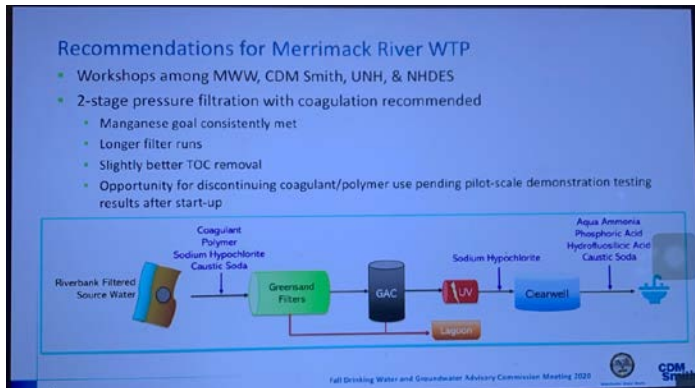 Recommendations for Merrimack River WTP
Workshops among MWW, CDM Smith, UNH, & NHDES
2-stage pressure filtration with coagulation recommended
Manganese goal consistently met
Longer filter runs
Slightly better TOC removal
Opportunity for discontinuing coagulant/polymer use pending pilot-scale demonstration testing
results after start-up
Coagulant
Polymer
Sodium Hypochlorite
Caustic Soda
Aqua Ammonia
Phosphoric Acid
Hydrofluosilicic Acid
Caustic Soda
Sodium Hypochlorite
Riverbank Filtered
Source Water
Greensand
Filters
GAC
UV
Clearwell
Lagoon
Fall Drinking Water and Groundwater Advisory Commission Meeting 2020
CDM
Smith